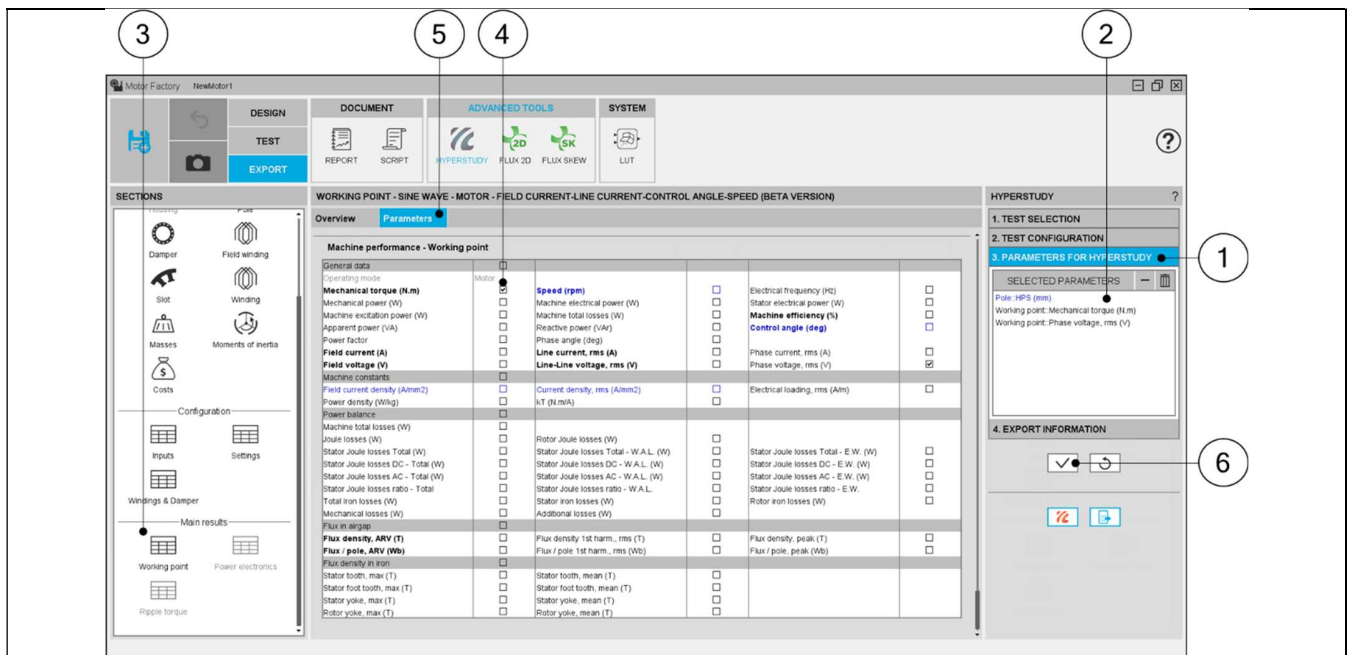 3 5 4 2
Motor Factory NewMotor1
DESIGN
TEST
EXPORT
DOCUMENT ADVANCED TOOLS SYSTEM
2D SK
REPORT SCRIPT HYPERSTUDY FLUX 2D FLUX SKEW LUT
?
SECTIONS
Housing Pole
Damper Field winding
Slot Winding
Masses Moments of inertia
$
Costs
Configuration
Inputs Settings
Windings & Damper
Main results
Working point Power electronics
Ripple torque
WORKING POINT - SINE WAVE - MOTOR - FIELD CURRENT-LINE CURRENT-CONTROL ANGLE-SPEED (BETA VERSION)
Overview Parameters
Machine performance - Working point
General data
Operating mode Motor
Mechanical torque (N.m) Speed (rpm) Electrical frequency (Hz)
Mechanical power (W) Machine electrical power (W) Stator electrical power (W)
Machine excitation power (W) Machine total losses (W) Machine efficiency (%)
Apparent power (VA) Reactive power (VAr) Control angle (deg)
Power factor Phase angle (deg)
Field current (A) Line current, rms (A) Phase current, rms (A)
Field voltage (V) Line-Line voltage, rms (V) Phase voltage, rms (V)
Machine constants
Field current density (A/mm2) Current density, rms (A/mm2) Electrical loading, rms (A/m)
Power density (W/kg) kT (N.m/A)
Power balance
Machine total losses (W)
Joule losses (W) Rotor Joule losses (W)
Stator Joule losses Total (W) Stator Joule losses Total - W.A.L. (W) Stator Joule losses Total - E.W. (W)
Stator Joule losses DC - Total (W) Stator Joule losses DC - W.A.L. (W) Stator Joule losses DC - E.W. (W)
Stator Joule losses AC - Total (W) Stator Joule losses AC - W.A.L. (W) Stator Joule losses AC - E.W. (W)
Stator Joule losses ratio - Total Stator Joule losses ratio - W.A.L. Stator Joule losses ratio - E.W.
Total Iron losses (W) Stator iron losses (W) Rotor iron losses (W)
Mechanical losses (W) Additional losses (W)
Flux in airgap
Flux density, ARV (T) Flux density 1st harm., rms (T) Flux density, peak (T)
Flux / pole, ARV (Wb) Flux / pole 1st harm., rms (Wb) Flux / pole, peak (Wb)
Flux density in iron
Stator tooth, max (T) Stator tooth, mean (T)
Stator foot tooth, max (T) Stator foot tooth, mean (T)
Stator yoke, max (T) Stator yoke, mean (T)
Rotor yoke, max (T) Rotor yoke, mean (T)
HYPERSTUDY ?
1. TEST SELECTION
2. TEST CONFIGURATION
3. PARAMETERS FOR HYPERSTUDY
1
SELECTED PARAMETERS
Pole::HPS (mm)
Working point::Mechanical torque (N.m)
Working point::Phase voltage, rms (V)
4. EXPORT INFORMATION
6